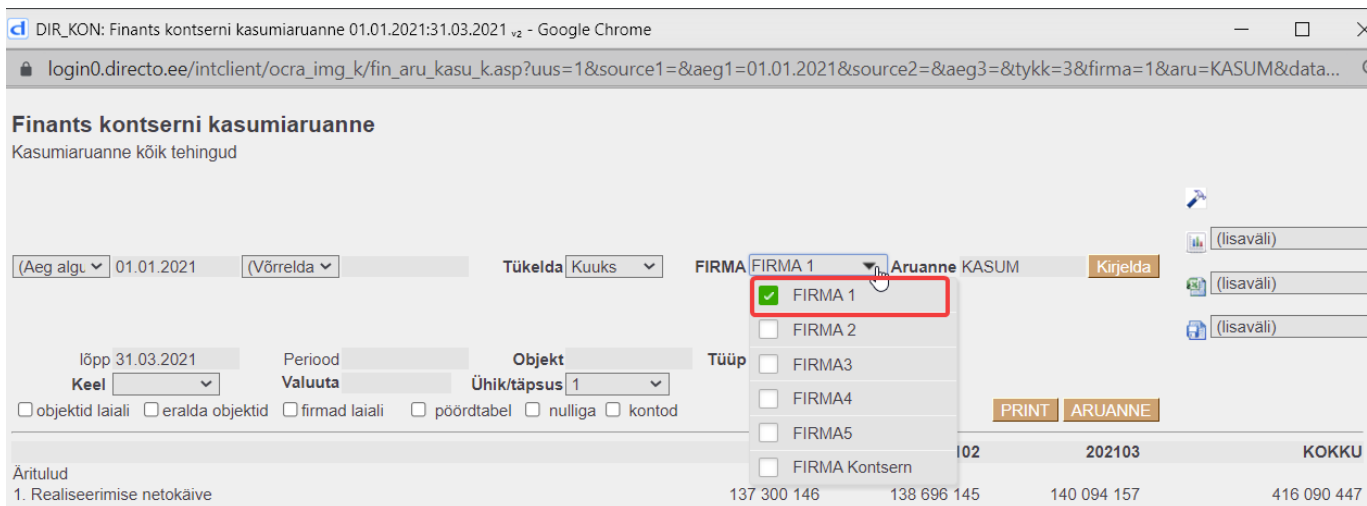 DIR_KON: Finants kontserni kasumiaruanne 01.01.2021:31.03.2021 v2 - Google Chrome
login0.directo.ee/intclient/ocra_img_k/fin_aru_kasu_k.asp?uus=1&source1=&aeg1=01.01.2021&source2=&aeg3=&tykk=3&firma=1&aru=KASUM&data...
Finants kontserni kasumiaruanne
Kasumiaruanne kõik tehingud
(lisaväli)
(Aeg algu 01.01.2021 (Võrrelda Tükelda Kuuks FIRMA FIRMA 1 Aruanne KASUM Kirjelda
FIRMA 1
(lisaväli)
FIRMA 2
(lisaväli)
lõpp 31.03.2021 Periood Objekt Tüüp
FIRMA3
Keel Valuuta Ühik/täpsus 1
FIRMA4
objektid laiali eralda objektid firmad laiali pöördtabel nulliga kontod PRINT ARUANNE
FIRMA5
102 202103 KOKKU
FIRMA Kontsern
Äritulud
1. Realiseerimise netokäive 137 300 146 138 696 145 140 094 157 416 090 447